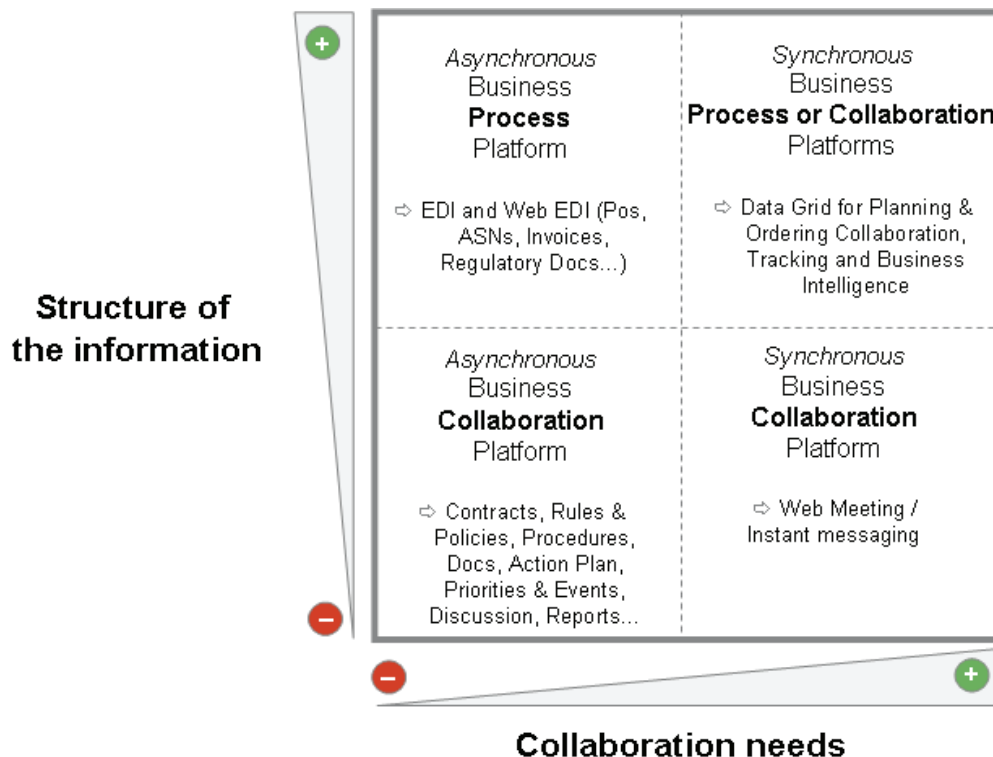 Asynchronous
Business
Process
Platform
⇨ EDI and Web EDI (Pos,
ASNs, Invoices,
Regulatory Docs...)
Synchronous
Business
Process or Collaboration
Platforms
⇨ Data Grid for Planning &
Ordering Collaboration,
Tracking and Business
Intelligence
Structure of
the information
Asynchronous
Business
Collaboration
Platform
⇨ Contracts, Rules &
Policies, Procedures,
Docs, Action Plan,
Priorities & Events,
Discussion, Reports...
Synchronous
Business
Collaboration
Platform
⇨ Web Meeting /
Instant messaging
Collaboration needs